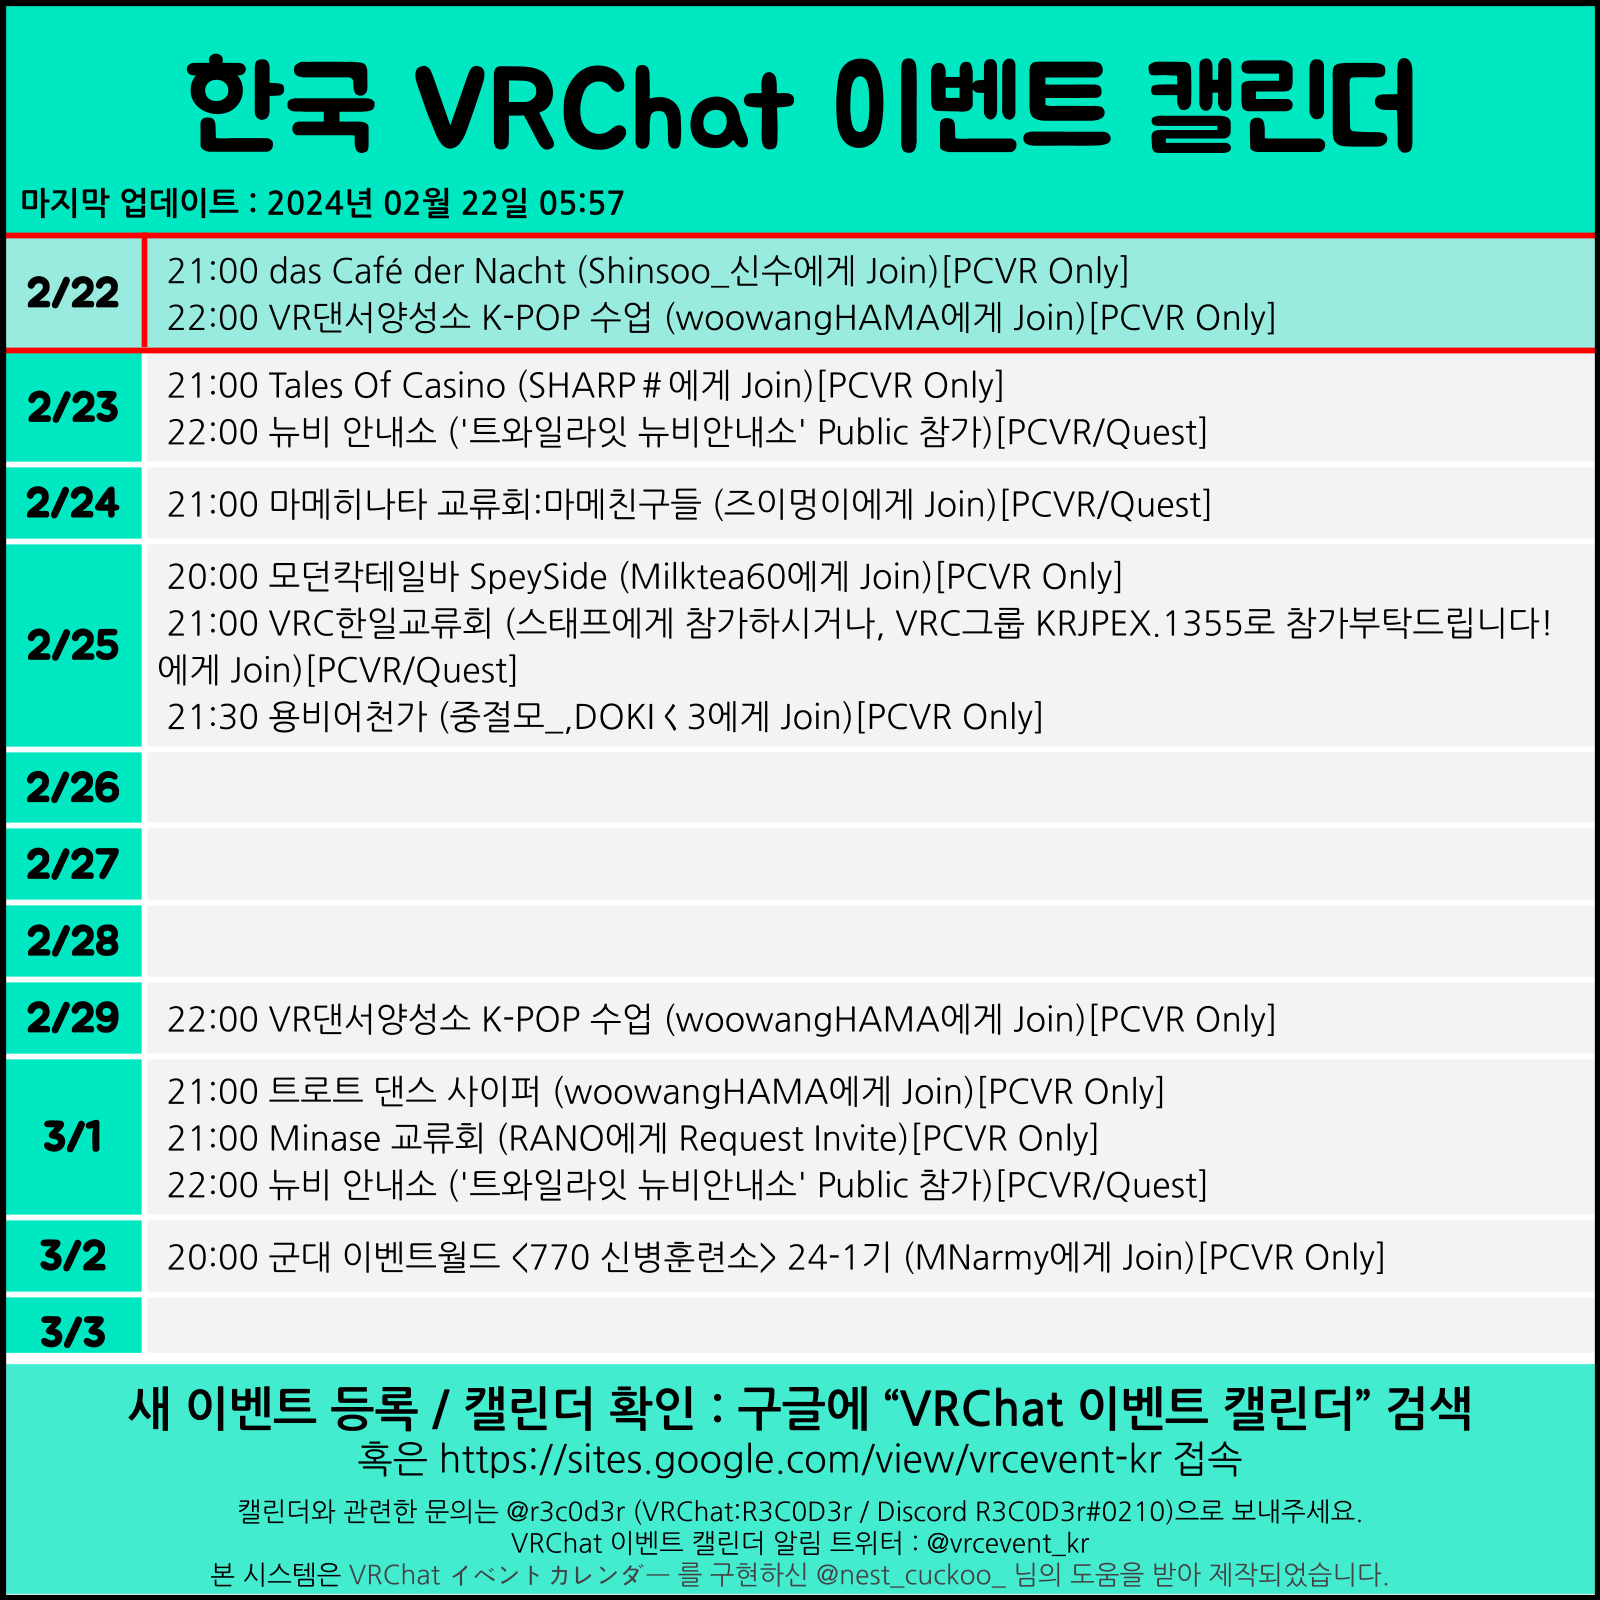 한국 VRChat 이벤트 캘린더
마지막 업데이트 : 2024년 02월 22일 05:57
2/22
21:00 das Café der Nacht (Shinsoo_신수에게 Join)[PCVR Only]
22:00 VR댄서양성소 K-POP 수업 (woowangHAMA에게 Join)[PCVR Only]
2/23
21:00 Tales Of Casino (SHARP＃에게 Join)[PCVR Only]
22:00 뉴비 안내소 ('트와일라잇 뉴비안내소' Public 참가)[PCVR/Quest]
2/24
21:00 마메히나타 교류회:마메친구들 (즈이멍이에게 Join)[PCVR/Quest]
2/25
20:00 모던칵테일바 SpeySide (Milktea60에게 Join)[PCVR Only]
21:00 VRC한일교류회 (스태프에게 참가하시거나, VRC그룹 KRJPEX.1355로 참가부탁드립니다!
에게 Join)[PCVR/Quest]
21:30 용비어천가 (중절모_,DOKI＜3에게 Join)[PCVR Only]
2/26
2/27
2/28
2/29
22:00 VR댄서양성소 K-POP 수업 (woowangHAMA에게 Join)[PCVR Only]
3/1
21:00 트로트 댄스 사이퍼 (woowangHAMA에게 Join)[PCVR Only]
21:00 Minase 교류회 (RANO에게 Request Invite)[PCVR Only]
22:00 뉴비 안내소 ('트와일라잇 뉴비안내소' Public 참가)[PCVR/Quest]
3/2
20:00 군대 이벤트월드 <770 신병훈련소> 24-1기 (MNarmy에게 Join)[PCVR Only]
3/3
새 이벤트 등록 / 캘린더 확인 : 구글에 “VRChat 이벤트 캘린더” 검색
혹은 https://sites.google.com/view/vrcevent-kr 접속
캘린더와 관련한 문의는 @r3c0d3r (VRChat:R3C0D3r / Discord R3C0D3r#0210)으로 보내주세요.
VRChat 이벤트 캘린더 알림 트위터 : @vrcevent_kr
본 시스템은 VRChat イベントカレンダー 를 구현하신 @nest_cuckoo_ 님의 도움을 받아 제작되었습니다.